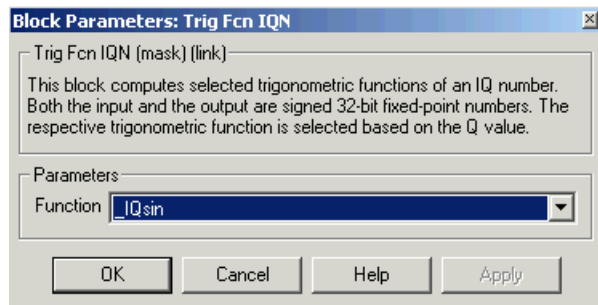 Block Parameters: Trig Fcn IQN
Trig Fcn IQN (mask) (link)
This block computes selected trigonometric functions of an IQ number.
Both the input and the output are signed 32-bit fixed-point numbers. The
respective trigonometric function is selected based on the Q value.
Parameters
Function _IQsin
OK Cancel Help Apply